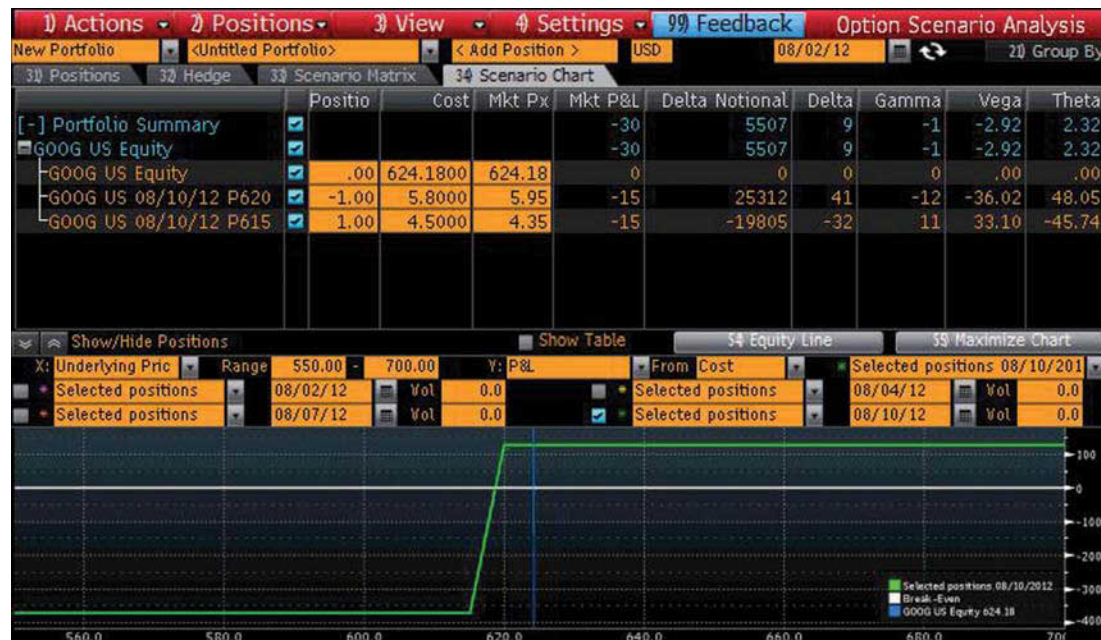 1) Actions 2) Positions 3) View 4) Settings 99) Feedback Option Scenario Analysis
New Portfolio <Untitled Portfolio> < Add Position > USD 08/02/12 21) Group By
31) Positions 32) Hedge 33) Scenario Matrix 34) Scenario Chart
Positio Cost Mkt Px Mkt P&L Delta Notional Delta Gamma Vega Theta
[-] Portfolio Summary -30 5507 9 -1 -2.92 2.32
GOOG US Equity -30 5507 9 -1 -2.92 2.32
GOOG US Equity .00 624.1800 624.18 0 0 0 0 .00 .00
GOOG US 08/10/12 P620 -1.00 5.8000 5.95 -15 25312 41 -12 -36.02 48.05
GOOG US 08/10/12 P615 1.00 4.5000 4.35 -15 -19805 -32 11 33.10 -45.74
Show/Hide Positions Show Table 54 Equity Line 55 Maximize Chart
X: Underlying Pric Range 550.00 - 700.00 Y: P&L From Cost Selected positions 08/10/201
Selected positions 08/02/12 Vol 0.0 Selected positions 08/04/12 Vol 0.0
Selected positions 08/07/12 Vol 0.0 Selected positions 08/10/12 Vol 0.0
100
0
-100
-200
-300
-400
Selected positions 08/10/2012
Break-Even
GOOG US Equity 624.18
560.0 580.0 600.0 620.0 640.0 660.0 680.0